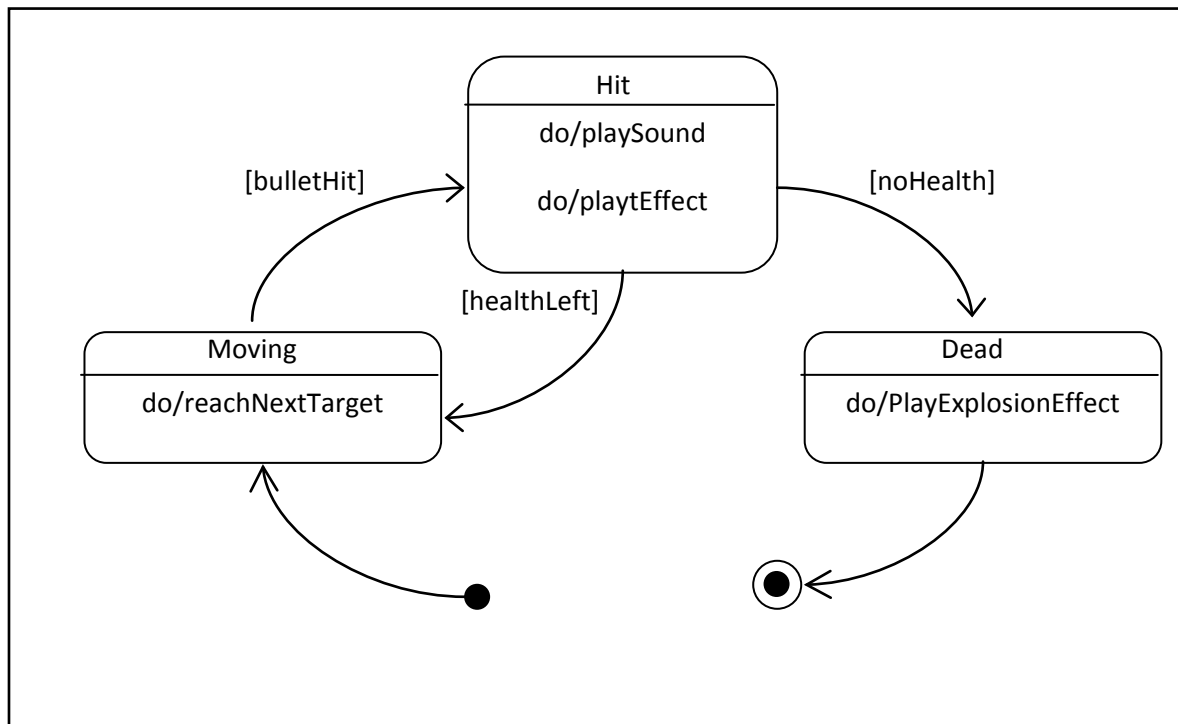 Hit
do/playSound
[bulletHit]
[noHealth]
do/playtEffect
[healthLeft]
Moving
Dead
do/reachNextTarget
do/PlayExplosionEffect